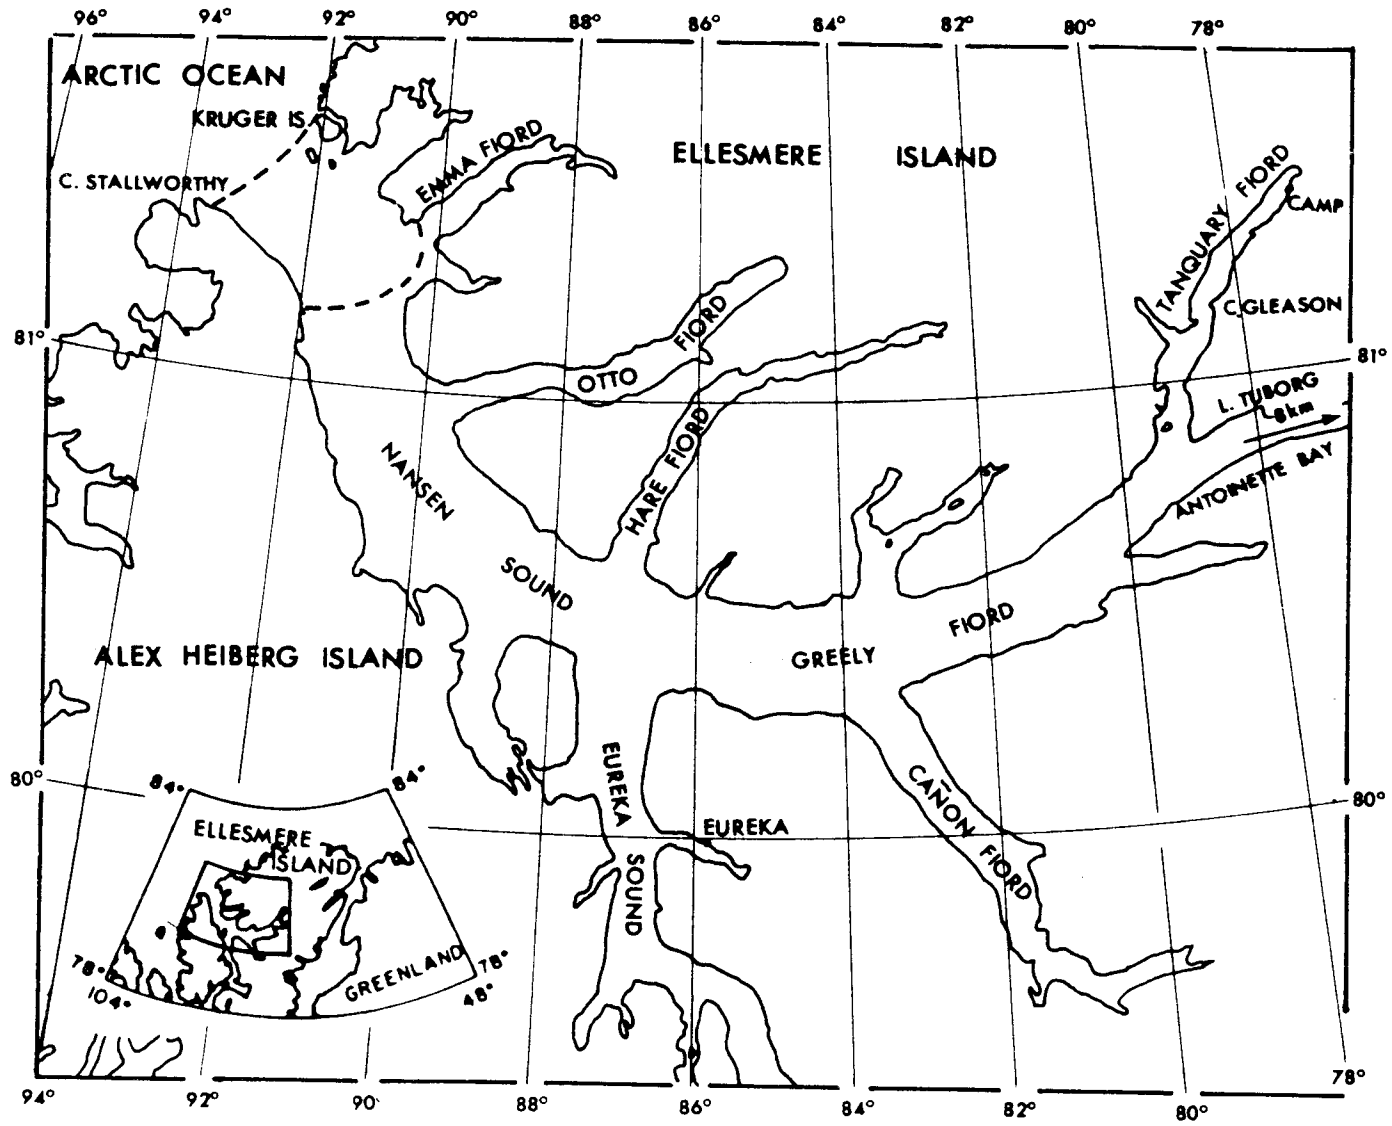 96° 94° 92° 90° 88° 86° 84° 82° 80° 78°
ARCTIC OCEAN
KRUGER IS.
C. STALLWORTHY
EMMA FIORD
ELLESMERE ISLAND
TANQUARY FIORD
CAMP
C. GLEASON
OTTO FIORD
81°
81°
L. TUBORG
8km
ANTOINETTE BAY
HARE FIORD
NANSEN
SOUND
FIORD
GREELY
ALEX HEIBERG ISLAND
EUREKA
SOUND
CAÑON FIORD
EUREKA
80°
80°
84°
84°
ELLESMERE
ISLAND
GREENLAND
78°
104°
78°
48°
94° 92° 90° 88° 86° 84° 82° 80° 78°